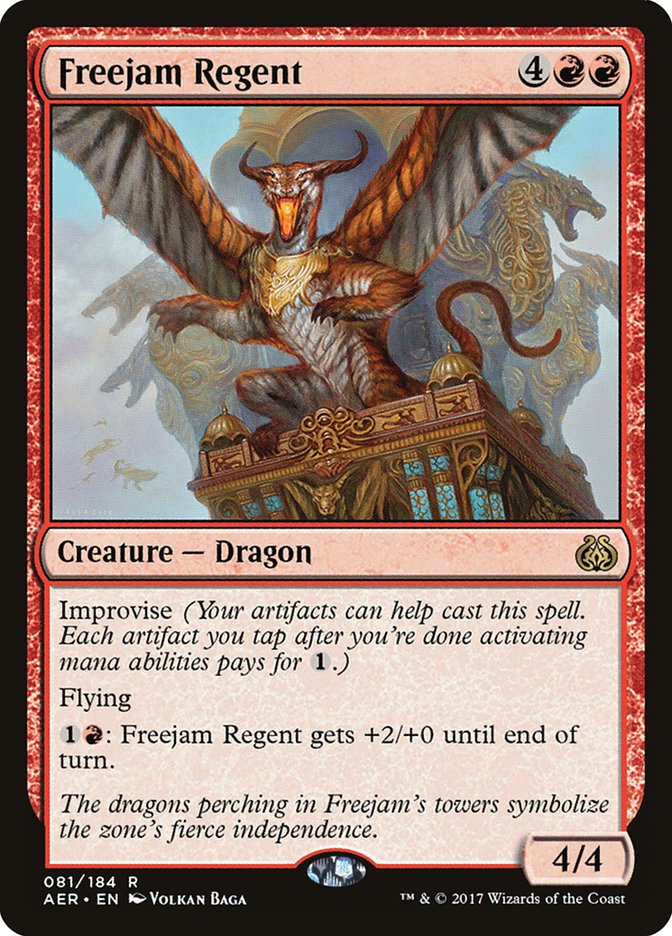 Freejam Regent 4
Creature — Dragon
Improvise (Your artifacts can help cast this spell.
Each artifact you tap after you're done activating
mana abilities pays for 1.)
Flying
1: Freejam Regent gets +2/+0 until end of
turn.
The dragons perching in Freejam's towers symbolize
the zone's fierce independence.
4/4
081/184 R
AER • EN VOLKAN BAGA
™ & © 2017 Wizards of the Coast